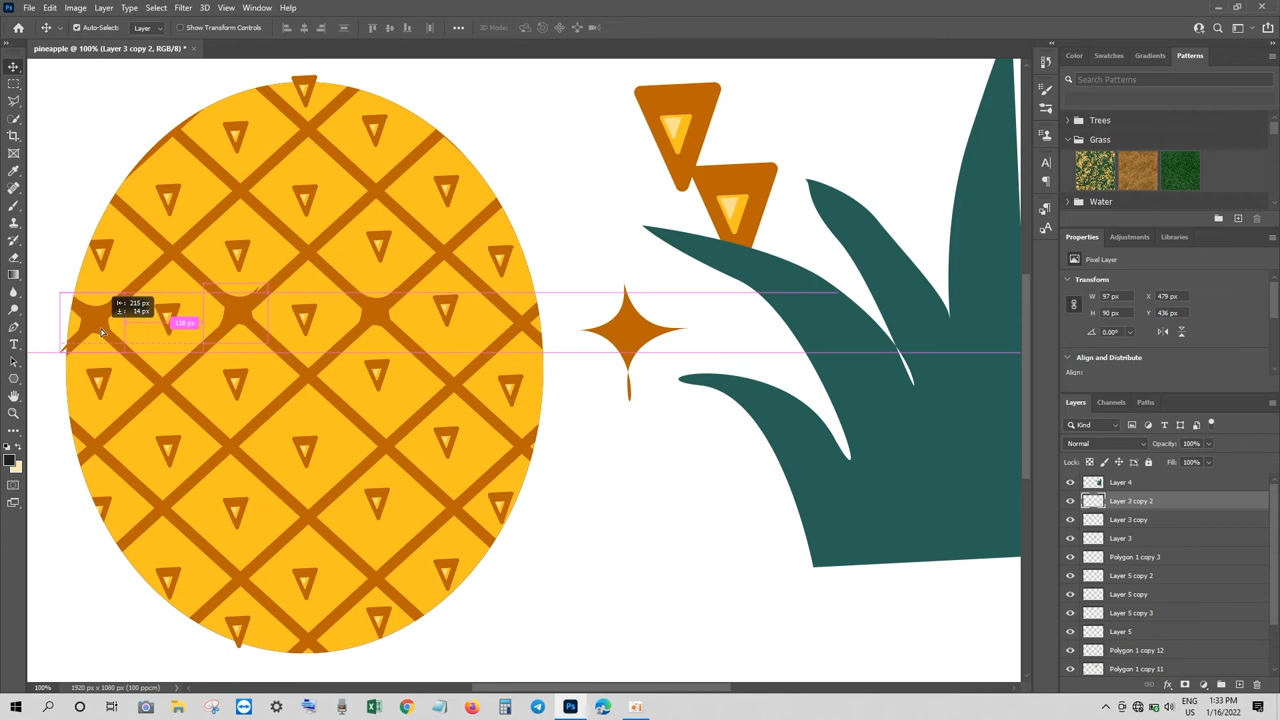 File Edit Image Layer Type Select Filter 3D View Window Help
Auto-Select: Layer Show Transform Controls 3D Mode:
pineapple @ 100% (Layer 3 copy 2, RGB/8) *
Color Swatches Gradients Patterns
Search Patterns
Trees
Grass
Water
Properties Adjustments Libraries
Pixel Layer
Transform
W 97 px X 479 px
H 90 px Y 436 px
0.00°
Align and Distribute
Align:
215 px
14 px
118 px
Layers Channels Paths
Kind
Normal Opacity: 100%
Lock: Fill: 100%
Layer 4
Layer 3 copy 2
Layer 3 copy
Layer 3
Polygon 1 copy 3
Layer 5 copy 2
Layer 5 copy
Layer 5 copy 3
Layer 5
Polygon 1 copy 12
Polygon 1 copy 11
100% 1920 px x 1080 px (100 ppcm)
1:33 PM
US 1/16/2022